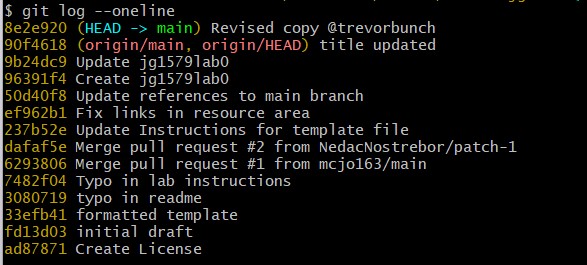 $ git log --oneline
8e2e920 (HEAD -> main) Revised copy @trevorbunch
90f4618 (origin/main, origin/HEAD) title updated
9b24dc9 Update jg1579lab0
96391f4 Create jg1579lab0
50d40f8 Update references to main branch
ef962b1 Fix links in resource area
237b52e Update Instructions for template file
dafaf5e Merge pull request #2 from NedacNostrebor/patch-1
6293806 Merge pull request #1 from mcjo163/main
7482f04 Typo in lab instructions
3080719 typo in readme
33efb41 formatted template
fd13d03 initial draft
ad87871 Create License